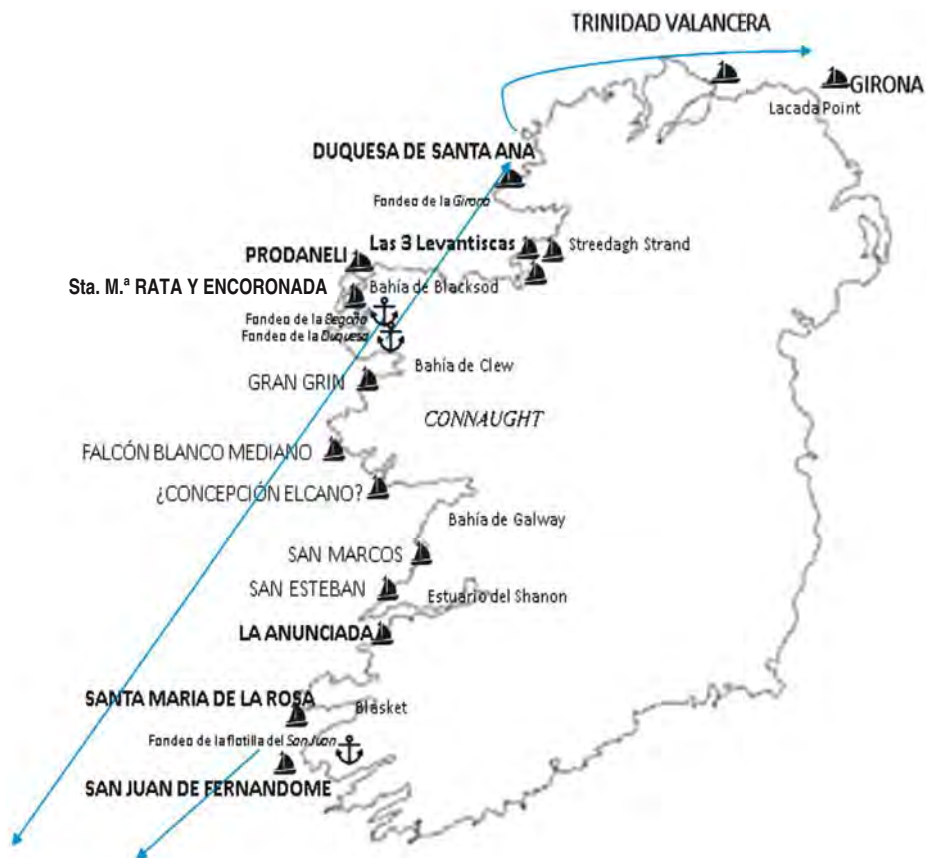 TRINIDAD VALANCERA
GIRONA
Lacada Point
DUQUESA DE SANTA ANA
Fondeo de la Girona
Las 3 Levantiscas
Streedagh Strand
PRODANELI
Sta. M.ª RATA Y ENCORONADA
Bahía de Blacksod
Fondeo de la Begoña
Fondeo de la Duquesa
Bahía de Clew
GRAN GRIN
CONNAUGHT
FALCÓN BLANCO MEDIANO
¿CONCEPCIÓN ELCANO?
Bahía de Galway
SAN MARCOS
SAN ESTEBAN
Estuario del Shanon
LA ANUNCIADA
SANTA MARIA DE LA ROSA
Blasket
Fondeo de la flotilla del San Juan
SAN JUAN DE FERNANDOME